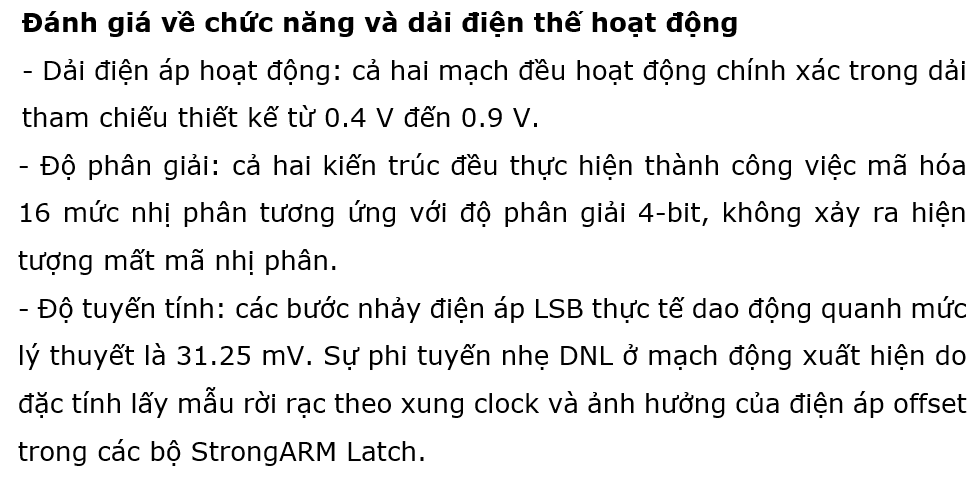 Đánh giá về chức năng và dải điện thế hoạt động
- Dải điện áp hoạt động: cả hai mạch đều hoạt động chính xác trong dải
tham chiếu thiết kế từ 0.4 V đến 0.9 V.
- Độ phân giải: cả hai kiến trúc đều thực hiện thành công việc mã hóa
16 mức nhị phân tương ứng với độ phân giải 4-bit, không xảy ra hiện
tượng mất mã nhị phân.
- Độ tuyến tính: các bước nhảy điện áp LSB thực tế dao động quanh mức
lý thuyết là 31.25 mV. Sự phi tuyến nhẹ DNL ở mạch động xuất hiện do
đặc tính lấy mẫu rời rạc theo xung clock và ảnh hưởng của điện áp offset
trong các bộ StrongARM Latch.